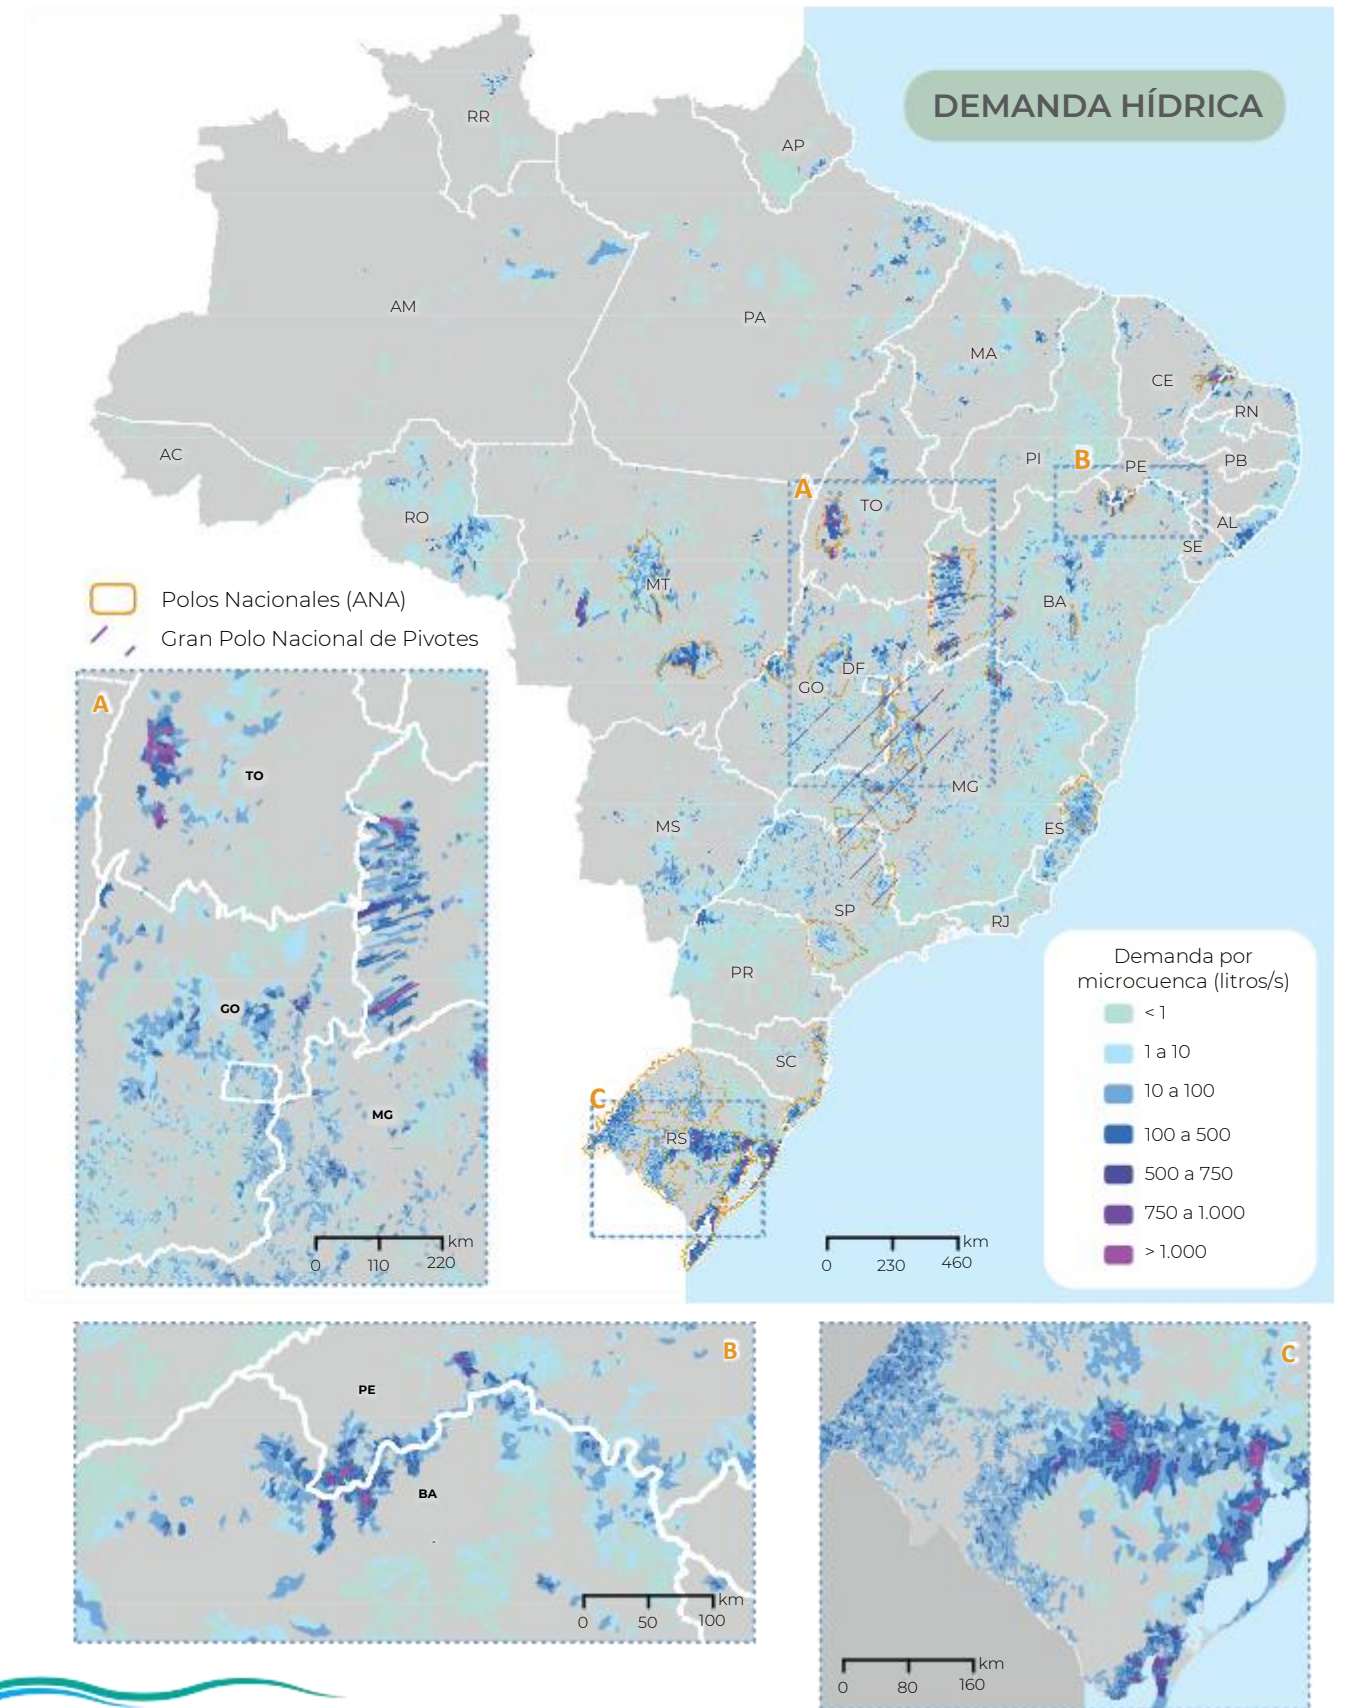 DEMANDA HÍDRICA
RR
AP
AM
PA
MA
CE
RN
AC
PI
B
PE
PB
A
TO
RO
AL
SE
MT
BA
Polos Nacionales (ANA)
Gran Polo Nacional de Pivotes
DF
GO
MG
MS
ES
SP
RJ
PR
SC
C
RS
km
0 230 460
Demanda por
microcuenca (litros/s)
< 1
1 a 10
10 a 100
100 a 500
500 a 750
750 a 1.000
> 1.000
A
TO
GO
MG
km
0 110 220
B
PE
BA
km
0 50 100
C
km
0 80 160